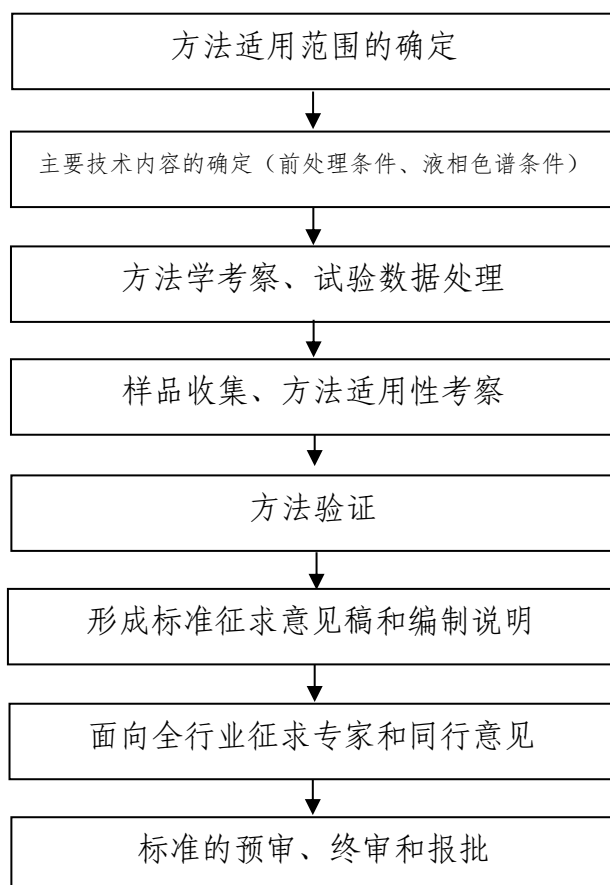 方法适用范围的确定
主要技术内容的确定（前处理条件、液相色谱条件）
方法学考察、试验数据处理
样品收集、方法适用性考察
方法验证
形成标准征求意见稿和编制说明
面向全行业征求专家和同行意见
标准的预审、终审和报批